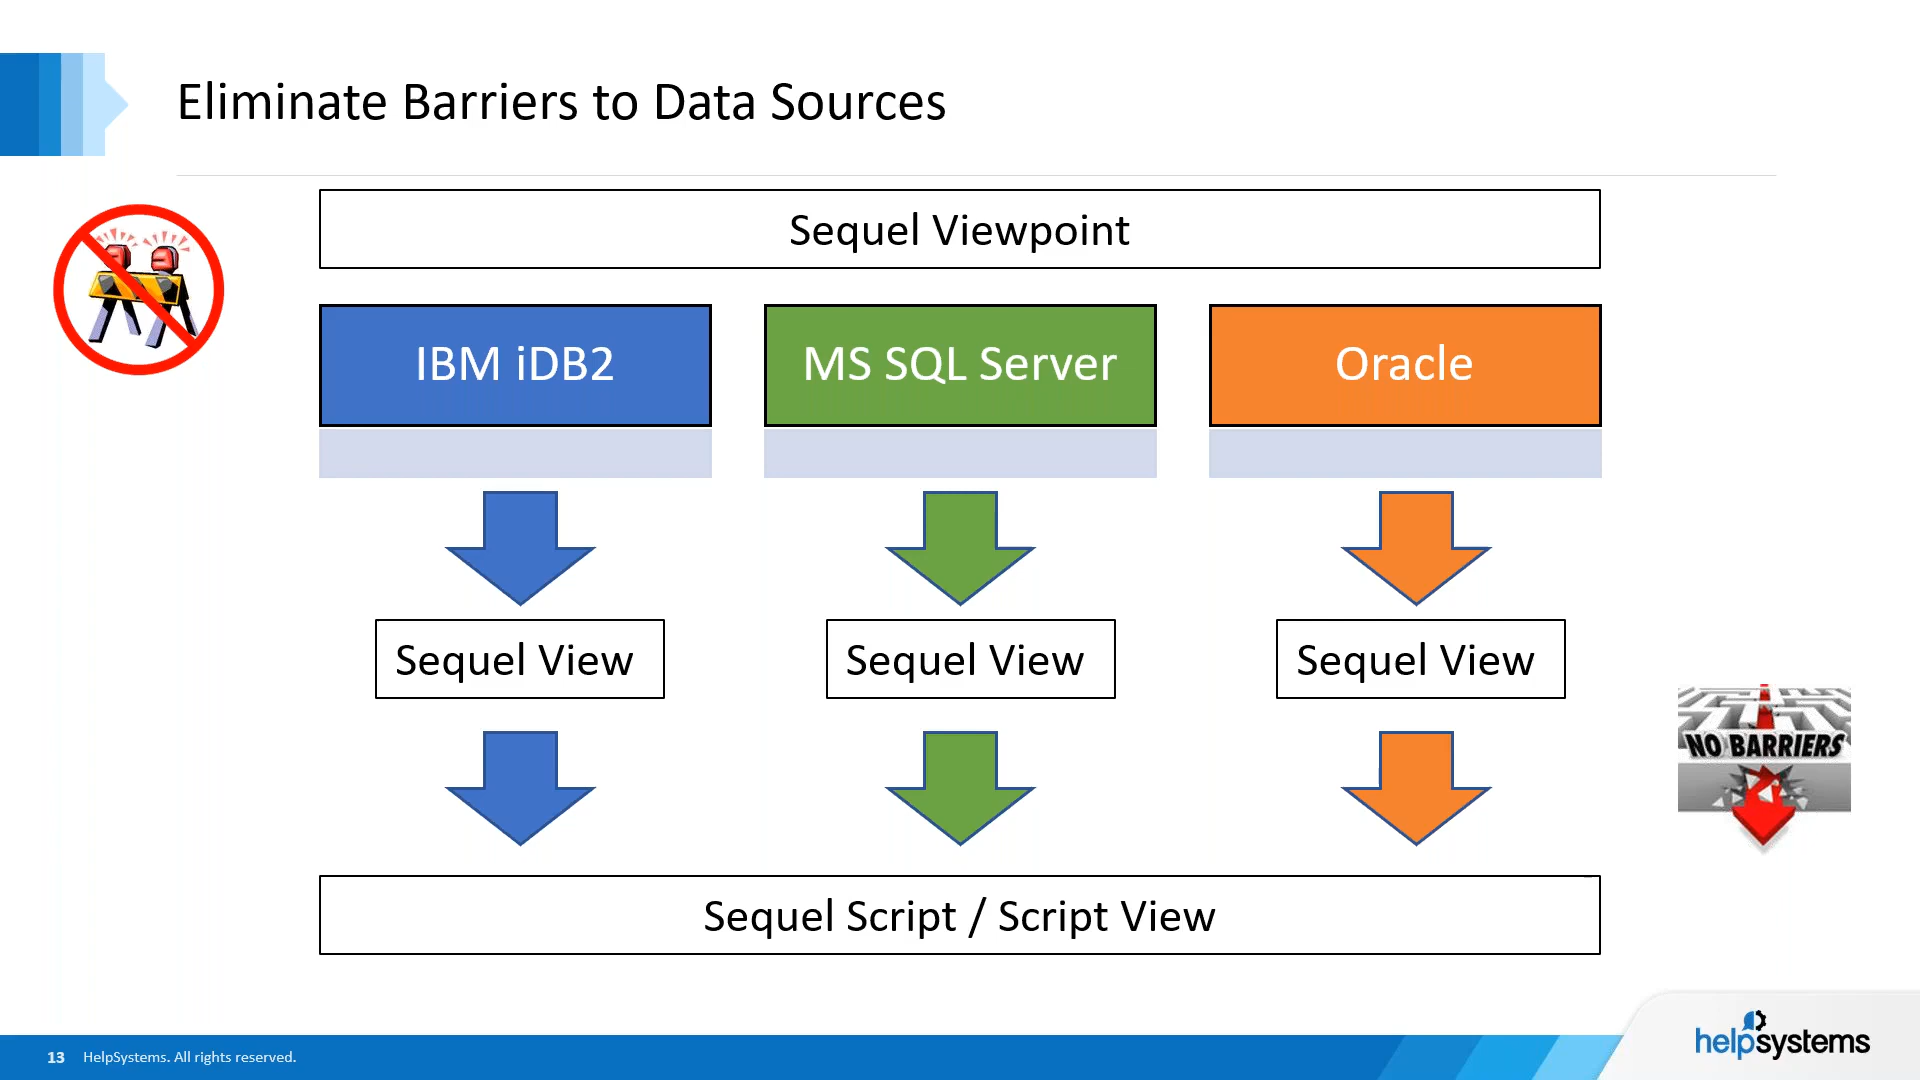 Eliminate Barriers to Data Sources
Sequel Viewpoint
IBM iDB2
MS SQL Server
Oracle
Sequel View
Sequel View
Sequel View
NO BARRIERS
Sequel Script / Script View
13 HelpSystems. All rights reserved.
helpsystems